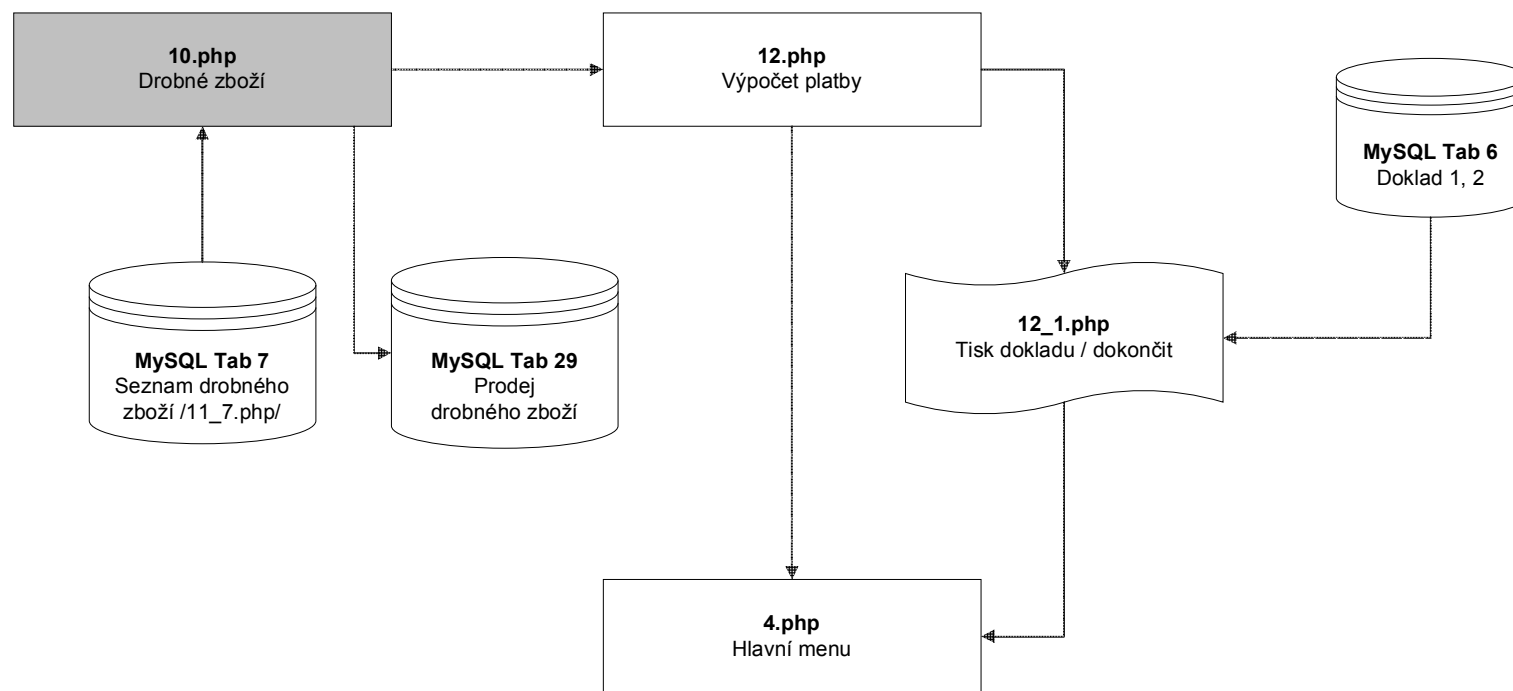 10.php
Drobné zboží
12.php
Výpočet platby
MySQL Tab 6
Doklad 1, 2
MySQL Tab 7
Seznam drobného
zboží /11_7.php/
MySQL Tab 29
Prodej
drobného zboží
12_1.php
Tisk dokladu / dokončit
4.php
Hlavní menu